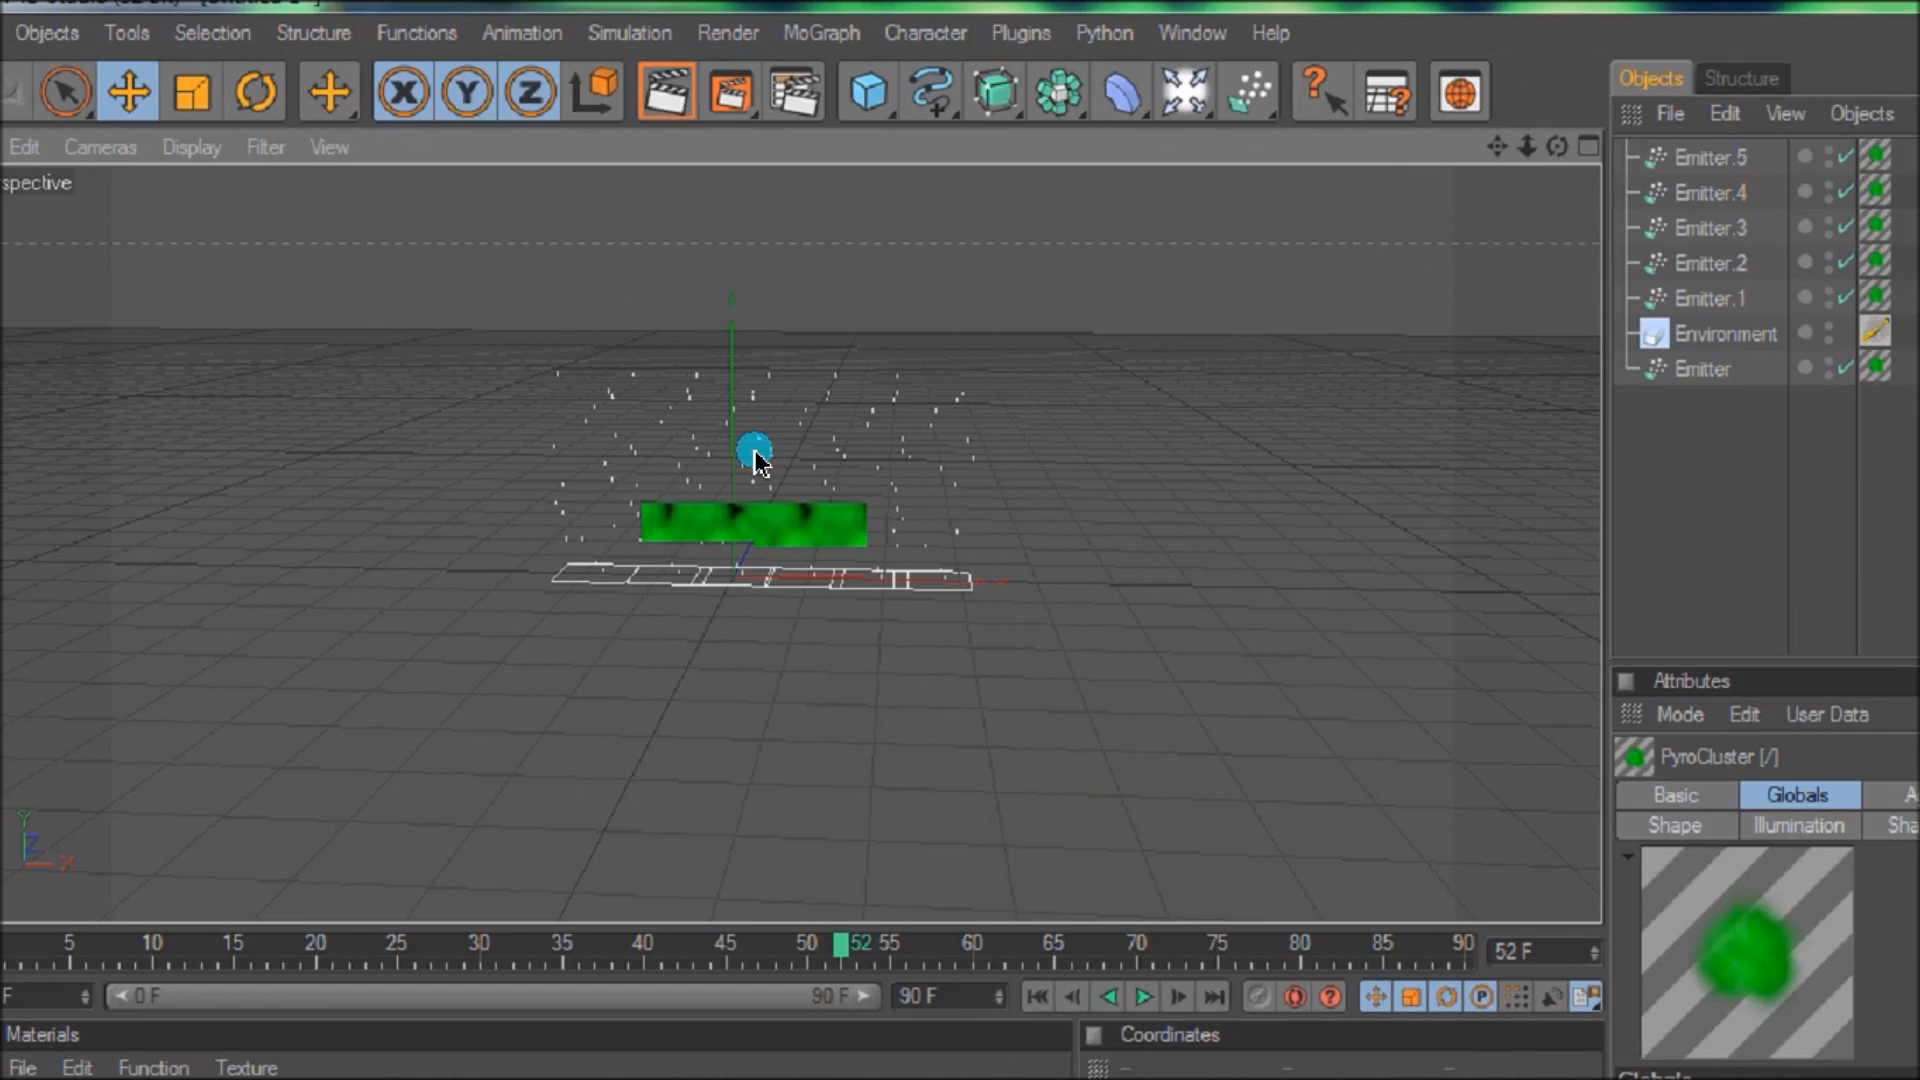 Objects Tools Selection Structure Functions Animation Simulation Render MoGraph Character Plugins Python Window Help
X Y Z
Objects Structure
File Edit View Objects
Edit Cameras Display Filter View
spective
Emitter.5
Emitter.4
Emitter.3
Emitter.2
Emitter.1
Environment
Emitter
Attributes
Mode Edit User Data
PyroCluster [/]
Basic Globals A
Shape Illumination Sha
Y
Z
X
5 10 15 20 25 30 35 40 45 50 52 55 60 65 70 75 80 85 90 52 F
F 0 F 90 F 90 F
P
Materials Coordinates
File Edit Function Texture
-- -- --